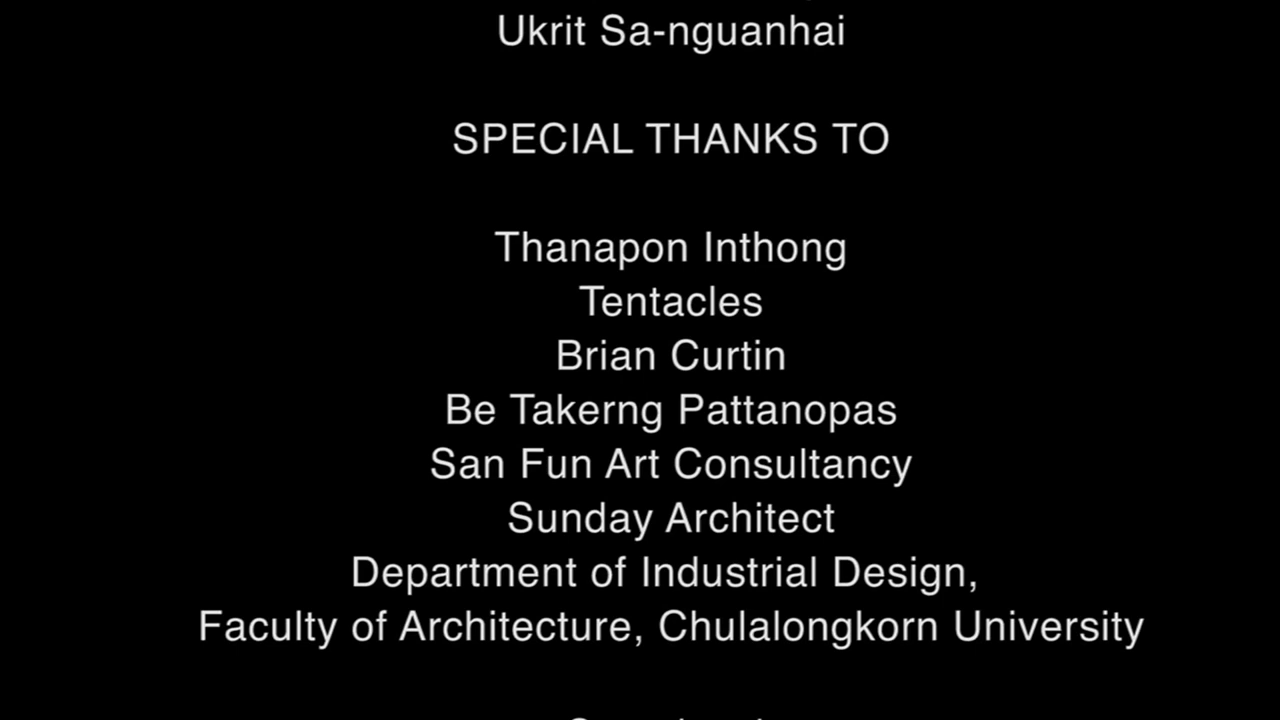 Ukrit Sa-nguanhai
SPECIAL THANKS TO
Thanapon Inthong
Tentacles
Brian Curtin
Be Takerng Pattanopas
San Fun Art Consultancy
Sunday Architect
Department of Industrial Design,
Faculty of Architecture, Chulalongkorn University